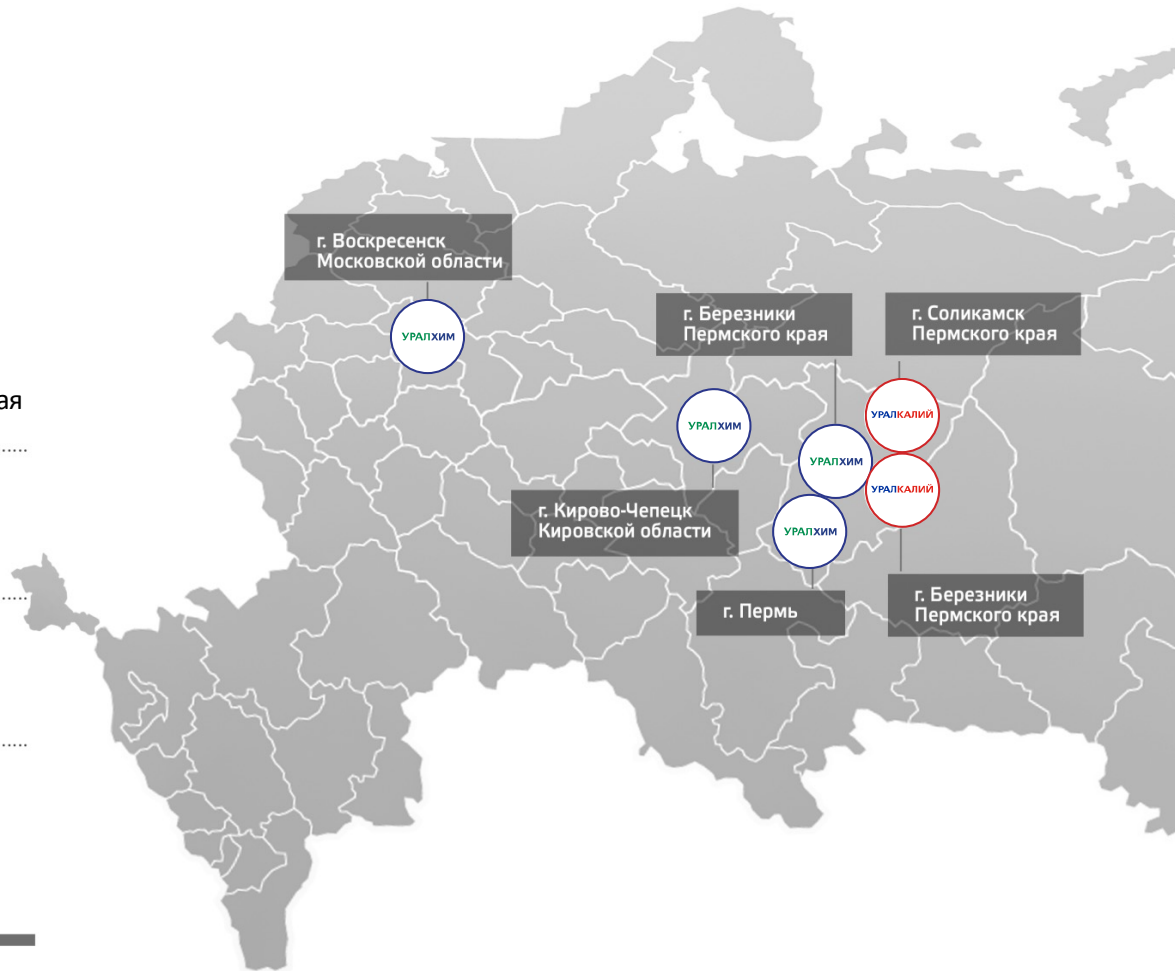 г. Воскресенск
Московской области
УРАЛХИМ
г. Березники
Пермского края
г. Соликамск
Пермского края
ая
УРАЛКАЛИЙ
УРАЛХИМ
УРАЛХИМ
УРАЛКАЛИЙ
г. Кирово-Чепецк
Кировской области
УРАЛХИМ
г. Пермь
г. Березники
Пермского края